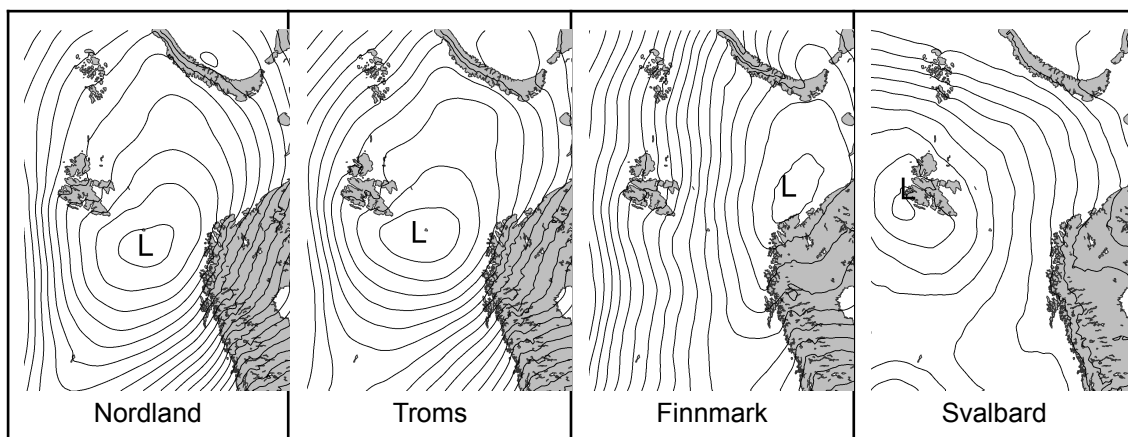 L
L
L
L
Nordland
Troms
Finnmark
Svalbard